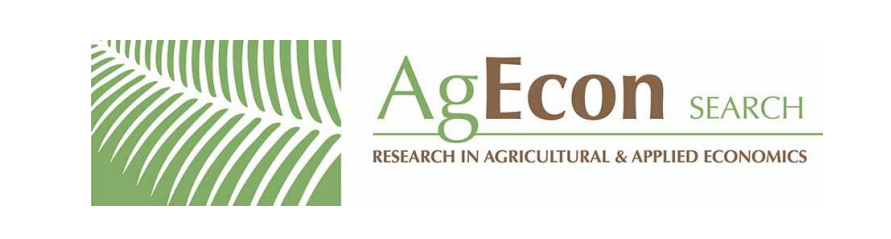 AgEcon SEARCH
RESEARCH IN AGRICULTURAL & APPLIED ECONOMICS